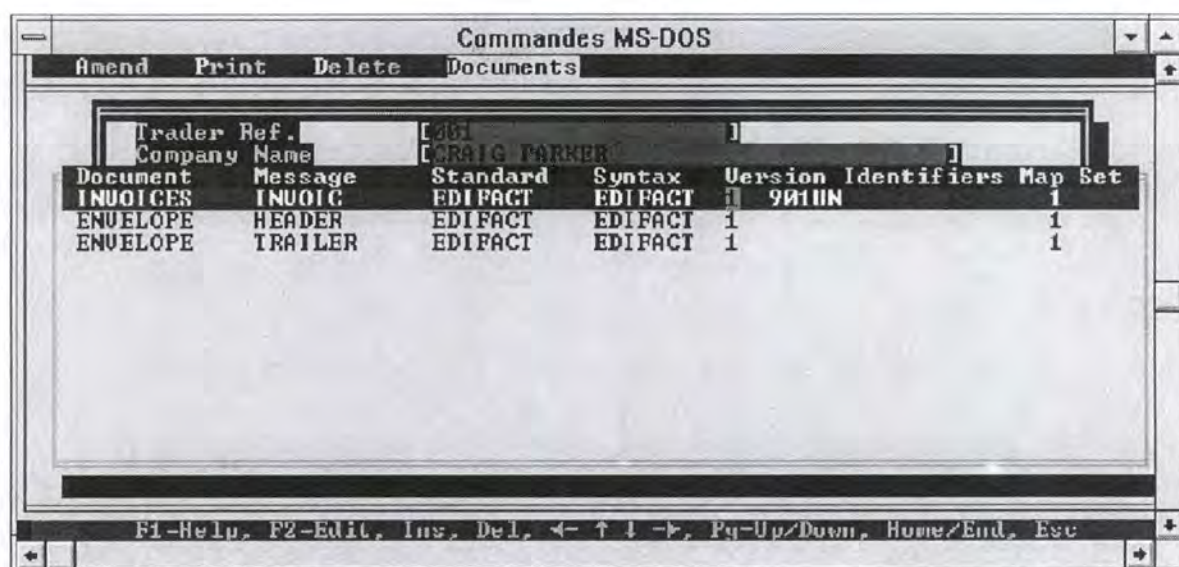 Commandes MS-DOS
Amend Print Delete Documents
Trader Ref. [001 ]
Company Name [CRAIG PARKER ]
Document Message Standard Syntax Version Identifiers Map Set
INVOICES INVOIC EDIFACT EDIFACT 1 901UN 1
ENVELOPE HEADER EDIFACT EDIFACT 1 1
ENVELOPE TRAILER EDIFACT EDIFACT 1 1
F1-Help, F2-Edit, Ins, Del, ◄- ↑ ↓ -►, Pg-Up/Down, Home/End, Esc